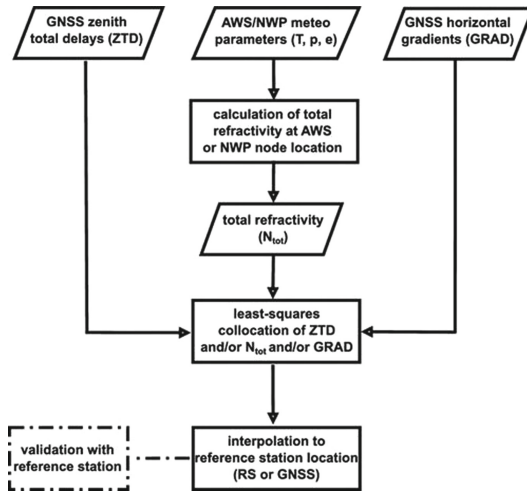 GNSS zenith
total delays (ZTD)
AWS/NWP meteo
parameters (T, p, e)
GNSS horizontal
gradients (GRAD)
calculation of total
refractivity at AWS
or NWP node location
total refractivity
(Ntot)
least-squares
collocation of ZTD
and/or Ntot and/or GRAD
validation with
reference station
interpolation to
reference station location
(RS or GNSS)